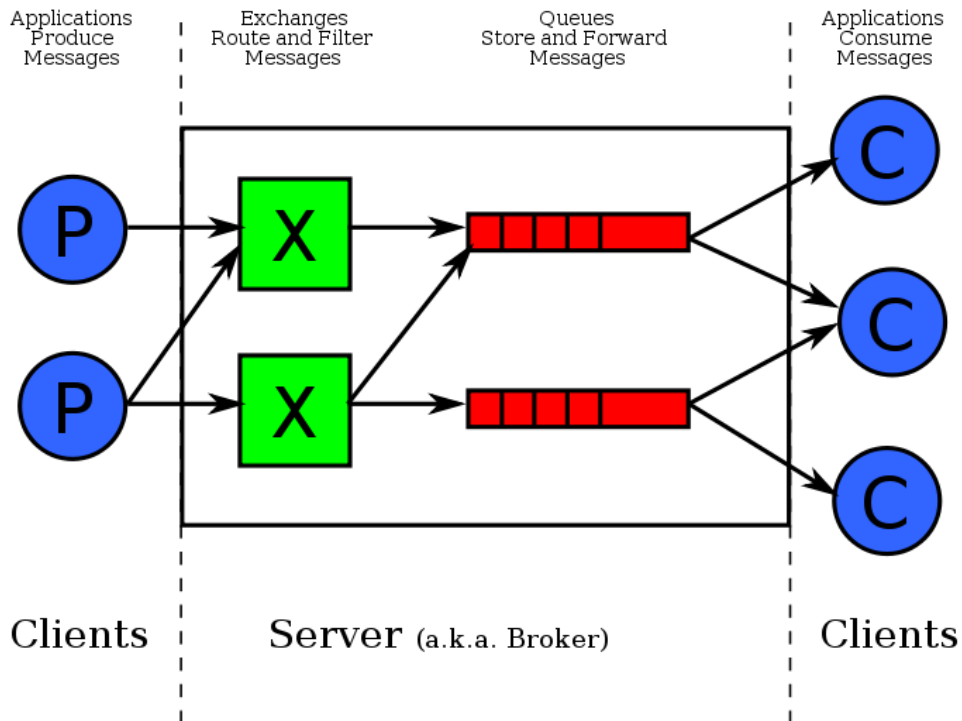 Applications
Produce
Messages
Exchanges
Route and Filter
Messages
Queues
Store and Forward
Messages
Applications
Consume
Messages
P
X
C
C
P
X
C
Clients
Server (a.k.a. Broker)
Clients